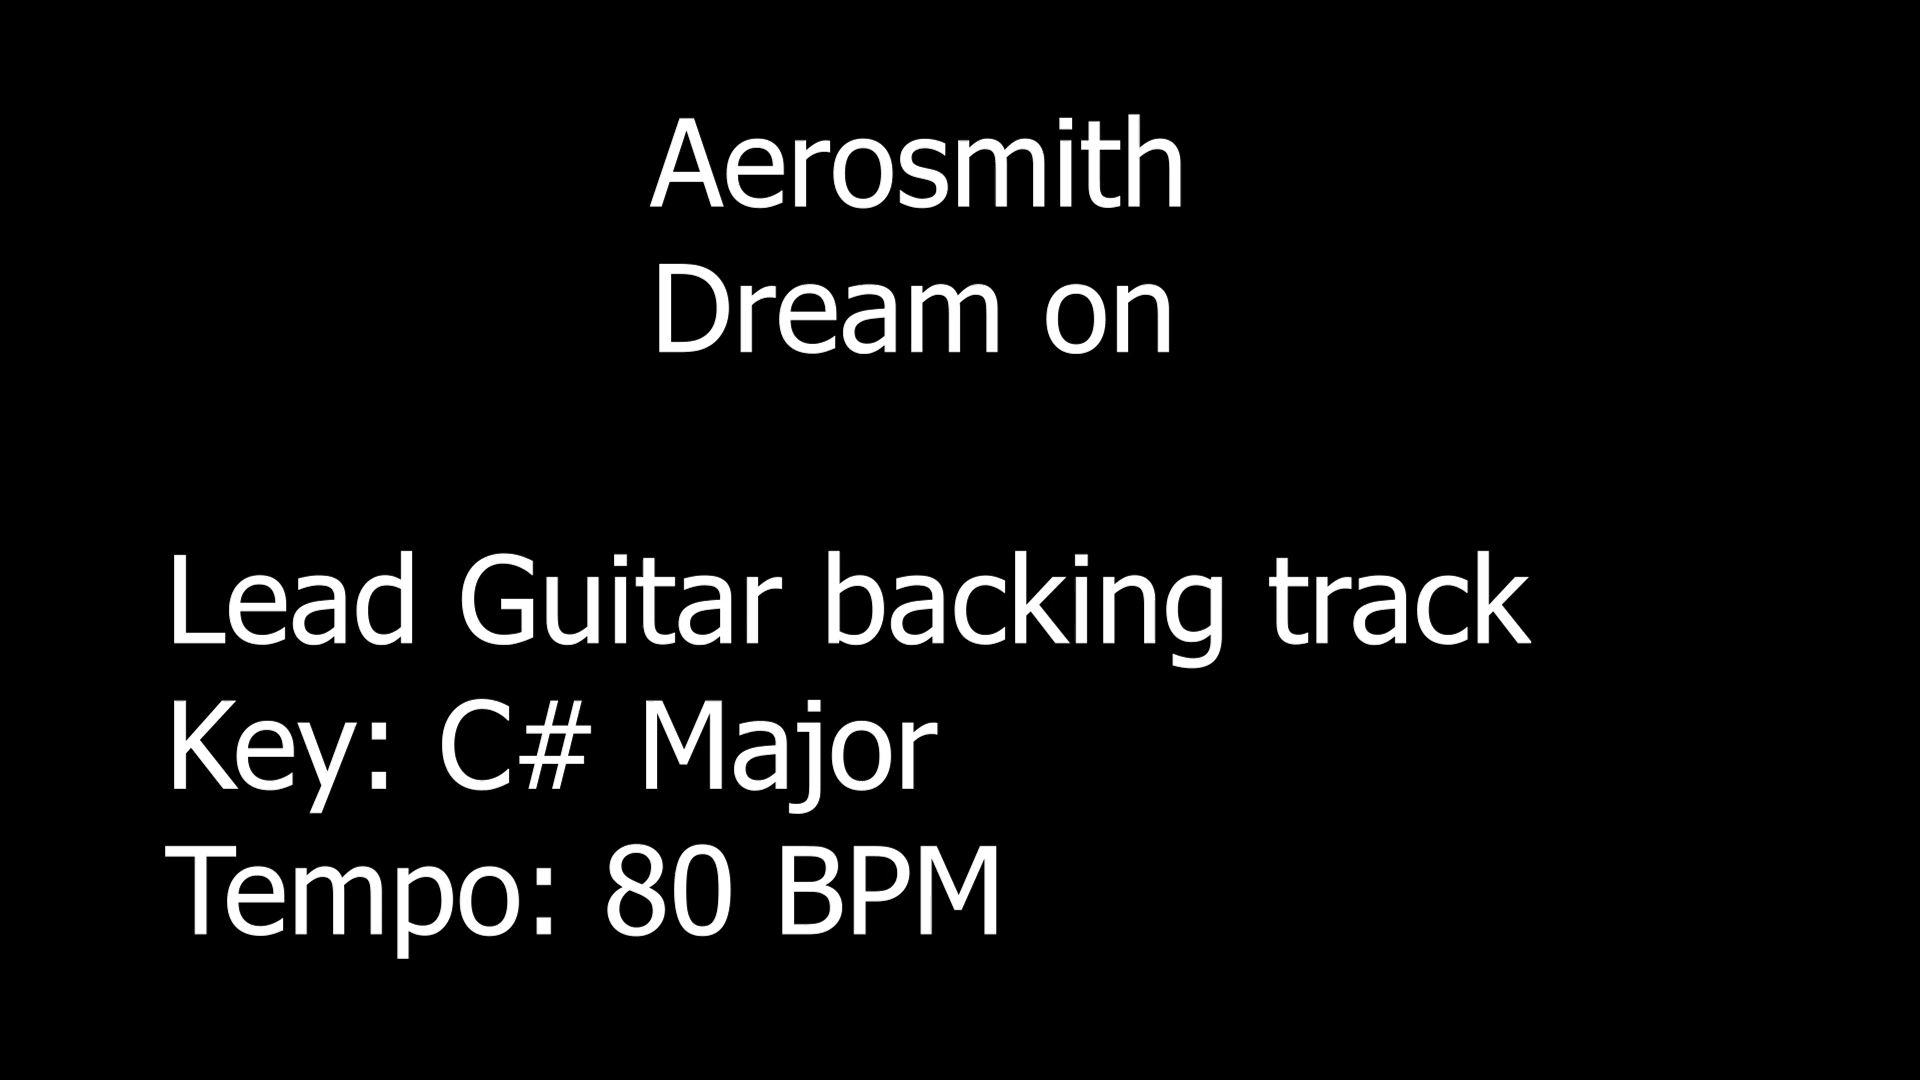 Aerosmith
Dream on
Lead Guitar backing track
Key: C# Major
Tempo: 80 BPM